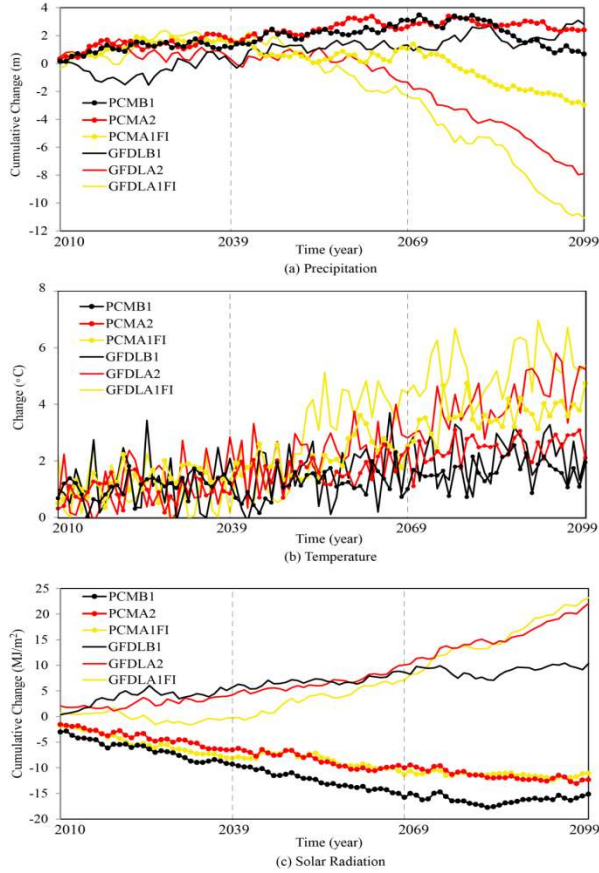 4
2
0
-2
-4
-6
-8
-10
-12
Cumulative Change (m)
PCMB1
PCMA2
PCMA1FI
GFDLB1
GFDLA2
GFDLA1FI
2010 2039 2069 2099
Time (year)
(a) Precipitation
8
6
4
2
0
Change (°C)
PCMB1
PCMA2
PCMA1FI
GFDLB1
GFDLA2
GFDLA1FI
2010 2039 2069 2099
Time (year)
(b) Temperature
25
20
15
10
5
0
-5
-10
-15
-20
Cumulative Change (MJ/m²)
PCMB1
PCMA2
PCMA1FI
GFDLB1
GFDLA2
GFDLA1FI
2010 2039 2069 2099
Time (year)
(c) Solar Radiation